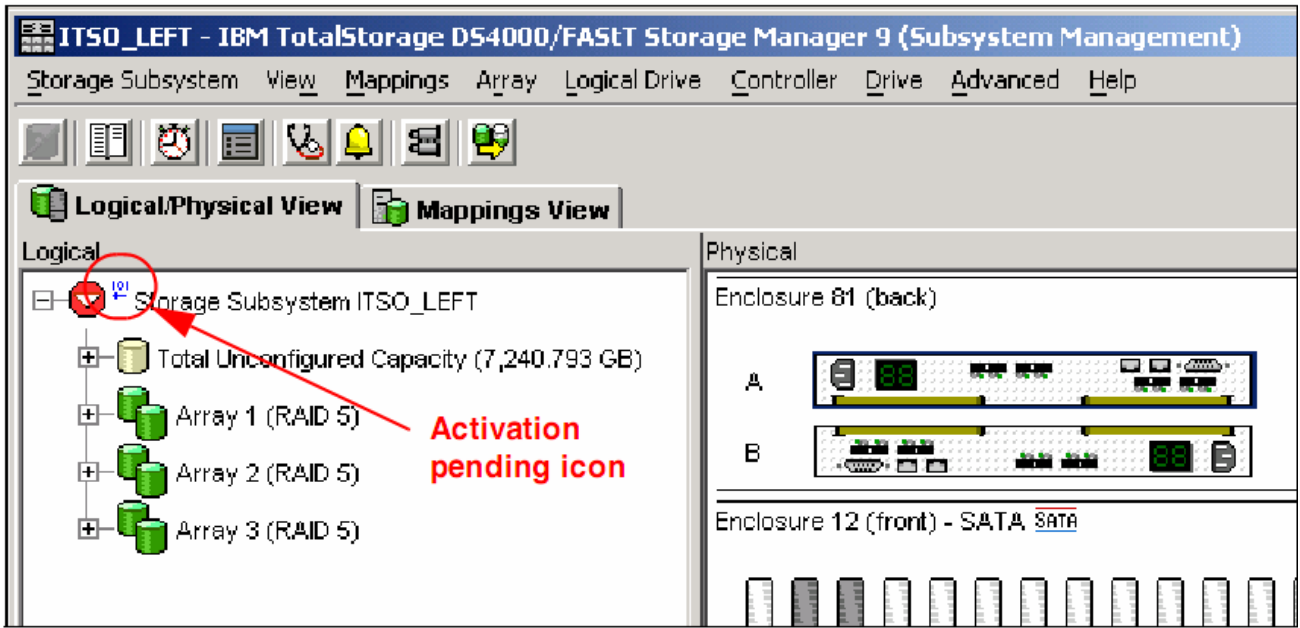 ITSO_LEFT - IBM TotalStorage DS4000/FAStT Storage Manager 9 (Subsystem Management)
Storage Subsystem View Mappings Array Logical Drive Controller Drive Advanced Help
Logical/Physical View Mappings View
Logical
Storage Subsystem ITSO_LEFT
Total Unconfigured Capacity (7,240.793 GB)
Array 1 (RAID 5)
Array 2 (RAID 5)
Array 3 (RAID 5)
Activation
pending icon
Physical
Enclosure 81 (back)
A
88
B
88
Enclosure 12 (front) - SATA SATA